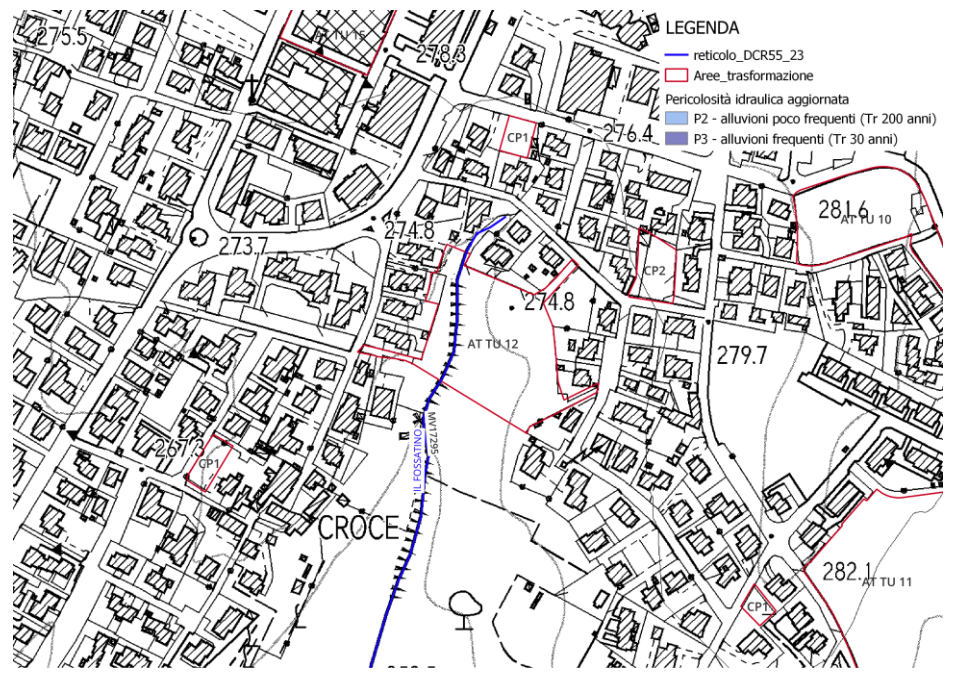 LEGENDA
reticolo_DCR55_23
Aree_trasformazione
Pericolosità idraulica aggiornata
P2 - alluvioni poco frequenti (Tr 200 anni)
P3 - alluvioni frequenti (Tr 30 anni)
275.5
AT TU 15
278.3
CP1
276.4
281.6
AT TU 10
274.8
273.7
CP2
274.8
AT TU 12
279.7
MV17295
IL FOSSATINO
267.3
CP1
CROCE
282.1
AT TU 11
CP1